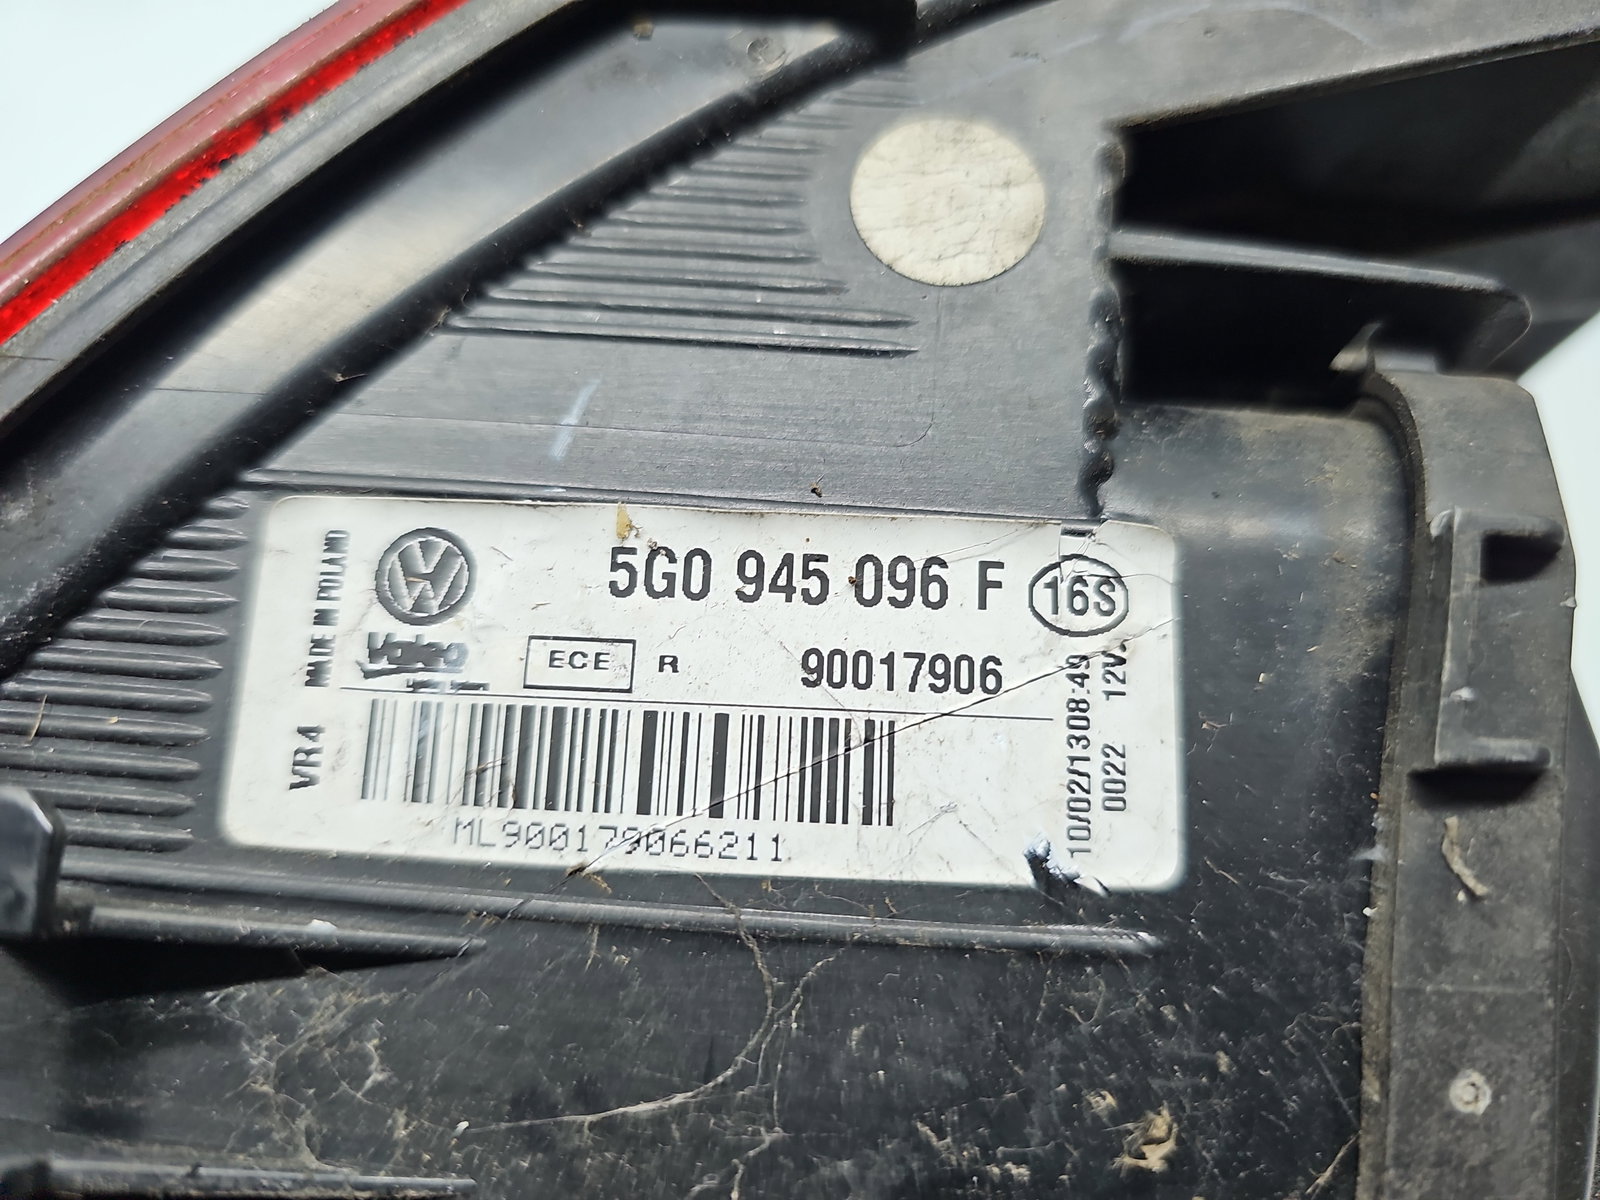 MADE IN POLAND
5G0 945 096 F 16S
Valeo ECE R 90017906
VR4
ML900179066211
10/02/1308:49
0022 12V